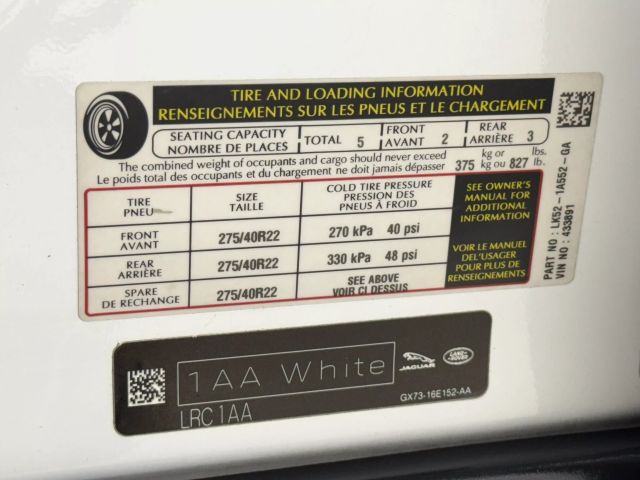 TIRE AND LOADING INFORMATION
RENSEIGNEMENTS SUR LES PNEUS ET LE CHARGEMENT
SEATING CAPACITY
NOMBRE DE PLACES
TOTAL 5
FRONT
AVANT 2
REAR
ARRIÈRE 3
The combined weight of occupants and cargo should never exceed
Le poids total des occupants et du chargement ne doit jamais dépasser
375 kg or kg ou 827 lbs. lb.
TIRE
PNEU
SIZE
TAILLE
COLD TIRE PRESSURE
PRESSION DES
PNEUS À FROID
FRONT
AVANT
275/40R22
270 kPa 40 psi
REAR
ARRIÈRE
275/40R22
330 kPa 48 psi
SPARE
DE RECHANGE
275/40R22
SEE ABOVE
VOIR CI DESSUS
SEE OWNER'S
MANUAL FOR
ADDITIONAL
INFORMATION
VOIR LE MANUEL
DEL'USAGER
POUR PLUS DE
RENSEIGNEMENTS
PART NO : LK52-1A552-GA
VIN NO : 433891
1AA White
LRC 1AA
JAGUAR
LAND ROVER
GX73-16E152-AA